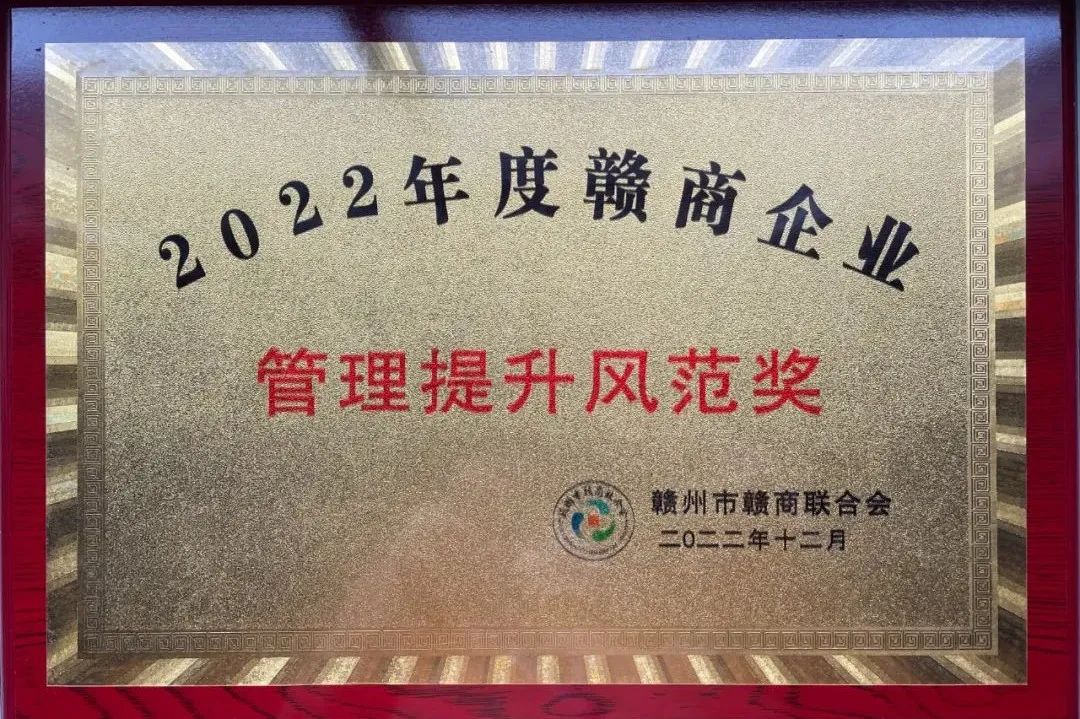 2022年度赣商企业
管理提升风范奖
赣州市赣商联合会
二0二二年十二月